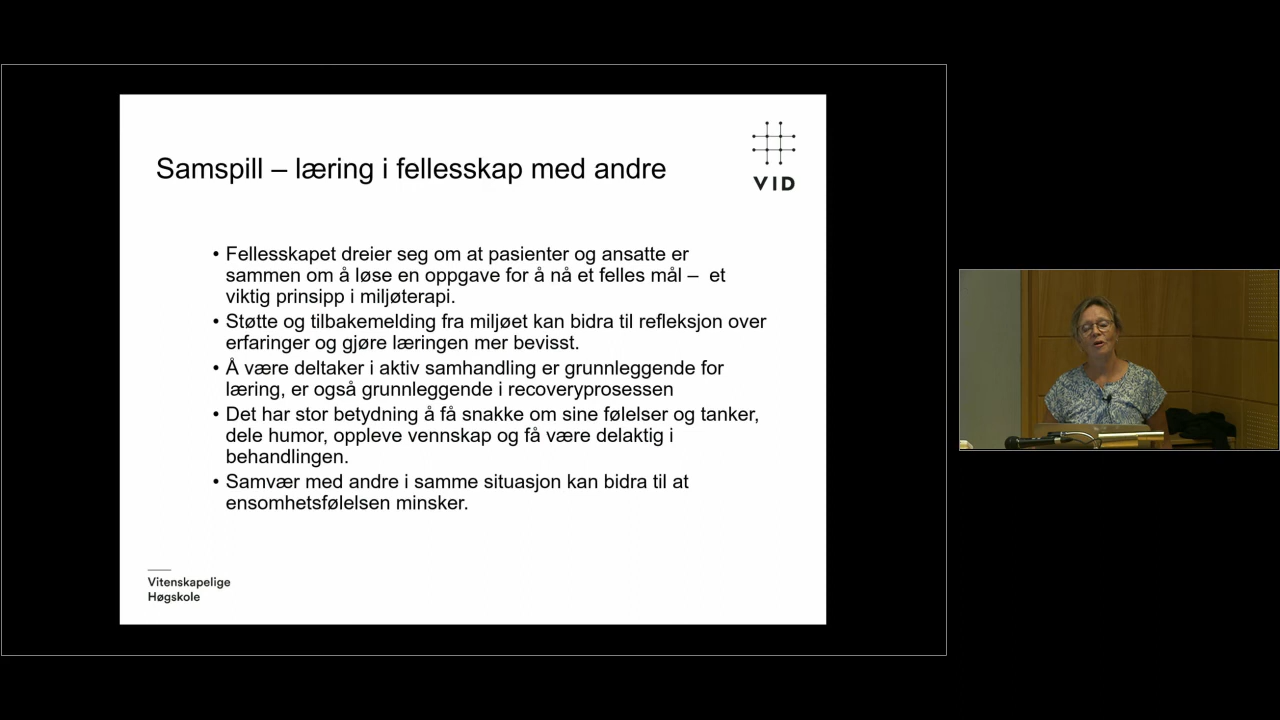 Samspill – læring i fellesskap med andre
VID
• Fellesskapet dreier seg om at pasienter og ansatte er
sammen om å løse en oppgave for å nå et felles mål – et
viktig prinsipp i miljøterapi.
• Støtte og tilbakemelding fra miljøet kan bidra til refleksjon over
erfaringer og gjøre læringen mer bevisst.
• Å være deltaker i aktiv samhandling er grunnleggende for
læring, er også grunnleggende i recoveryprosessen
• Det har stor betydning å få snakke om sine følelser og tanker,
dele humor, oppleve vennskap og få være delaktig i
behandlingen.
• Samvær med andre i samme situasjon kan bidra til at
ensomhetsfølelsen minsker.
Vitenskapelige
Høgskole